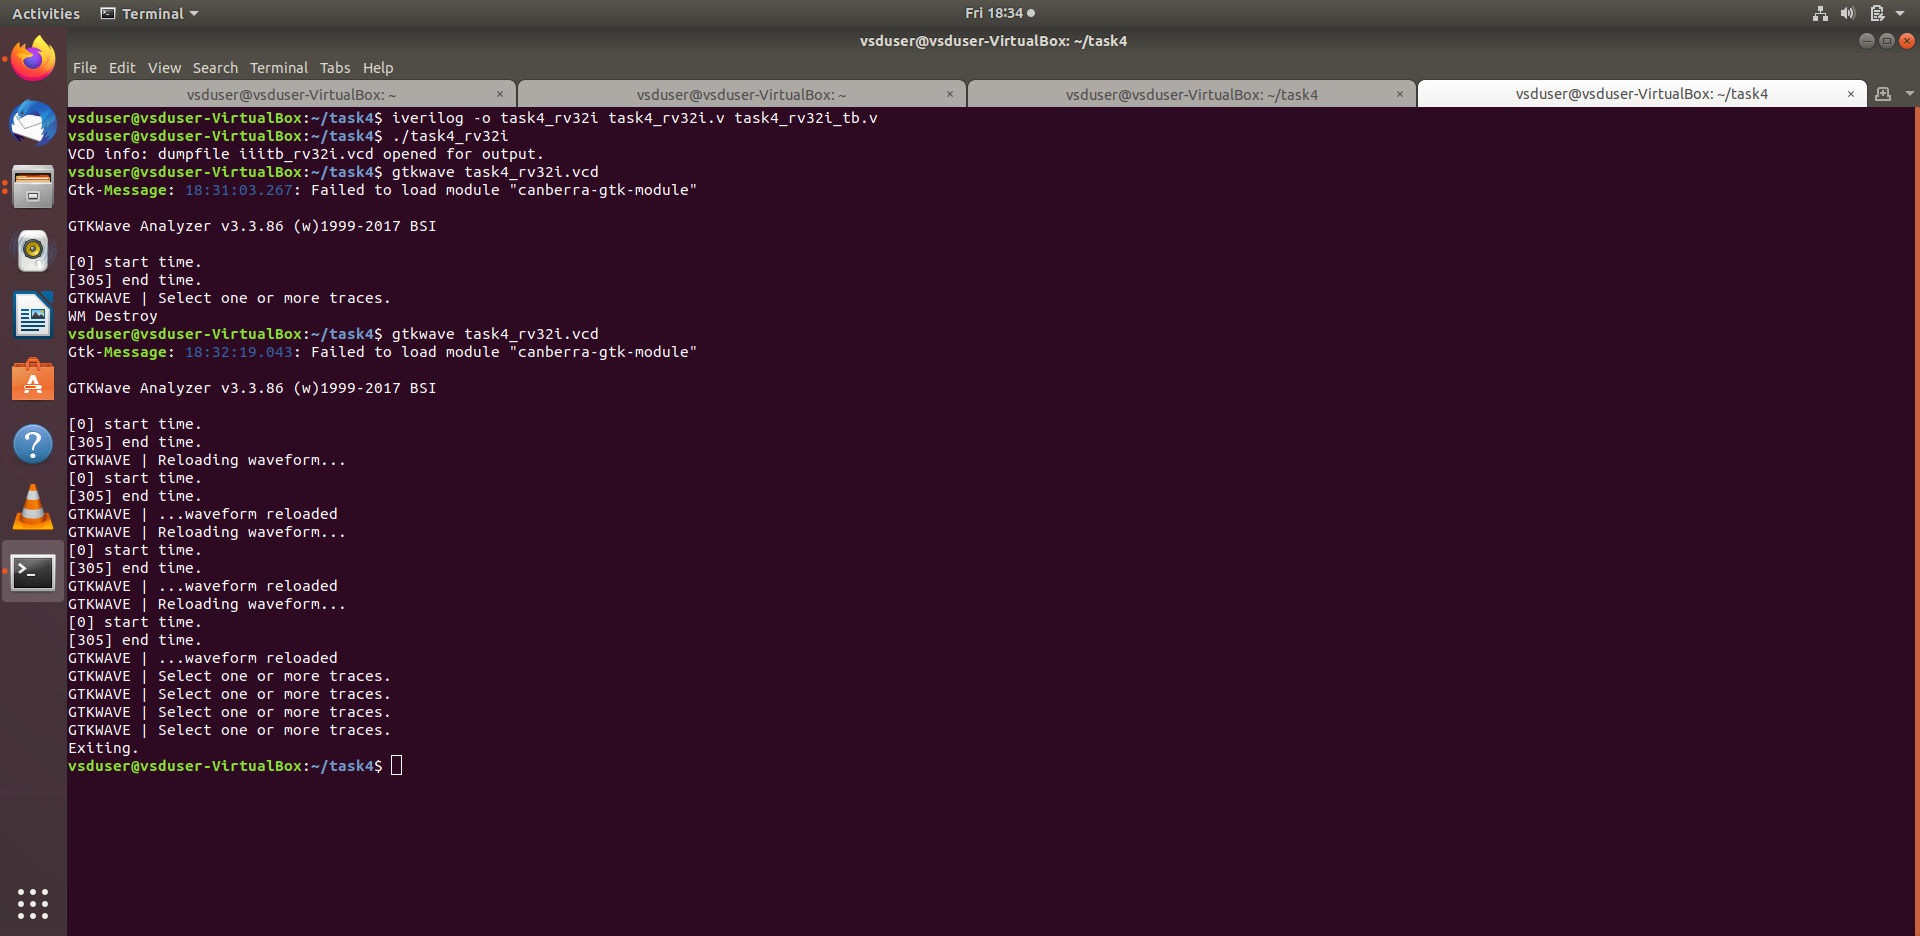 Activities Terminal Fri 18:34
vsduser@vsduser-VirtualBox: ~/task4
File Edit View Search Terminal Tabs Help
vsduser@vsduser-VirtualBox: ~ × vsduser@vsduser-VirtualBox: ~ × vsduser@vsduser-VirtualBox: ~/task4 × vsduser@vsduser-VirtualBox: ~/task4 ×
vsduser@vsduser-VirtualBox:~/task4$ iverilog -o task4_rv32i task4_rv32i.v task4_rv32i_tb.v
vsduser@vsduser-VirtualBox:~/task4$ ./task4_rv32i
VCD info: dumpfile iiitb_rv32i.vcd opened for output.
vsduser@vsduser-VirtualBox:~/task4$ gtkwave task4_rv32i.vcd
Gtk-Message: 18:31:03.267: Failed to load module "canberra-gtk-module"
GTKWave Analyzer v3.3.86 (w)1999-2017 BSI
[0] start time.
[305] end time.
GTKWAVE | Select one or more traces.
WM Destroy
vsduser@vsduser-VirtualBox:~/task4$ gtkwave task4_rv32i.vcd
Gtk-Message: 18:32:19.043: Failed to load module "canberra-gtk-module"
GTKWave Analyzer v3.3.86 (w)1999-2017 BSI
[0] start time.
[305] end time.
GTKWAVE | Reloading waveform...
[0] start time.
[305] end time.
GTKWAVE | ...waveform reloaded
GTKWAVE | Reloading waveform...
[0] start time.
[305] end time.
GTKWAVE | ...waveform reloaded
GTKWAVE | Reloading waveform...
[0] start time.
[305] end time.
GTKWAVE | ...waveform reloaded
GTKWAVE | Select one or more traces.
GTKWAVE | Select one or more traces.
GTKWAVE | Select one or more traces.
GTKWAVE | Select one or more traces.
Exiting.
vsduser@vsduser-VirtualBox:~/task4$